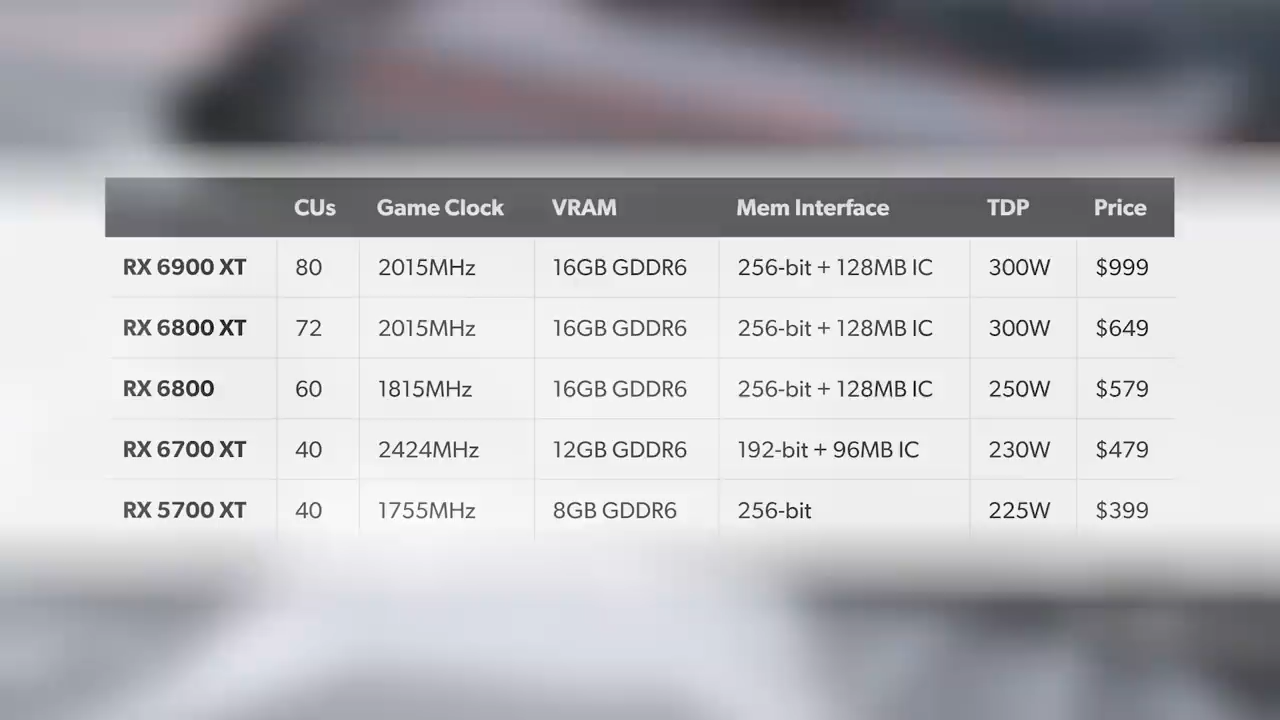 CUs Game Clock VRAM Mem Interface TDP Price
RX 6900 XT 80 2015MHz 16GB GDDR6 256-bit + 128MB IC 300W $999
RX 6800 XT 72 2015MHz 16GB GDDR6 256-bit + 128MB IC 300W $649
RX 6800 60 1815MHz 16GB GDDR6 256-bit + 128MB IC 250W $579
RX 6700 XT 40 2424MHz 12GB GDDR6 192-bit + 96MB IC 230W $479
RX 5700 XT 40 1755MHz 8GB GDDR6 256-bit 225W $399